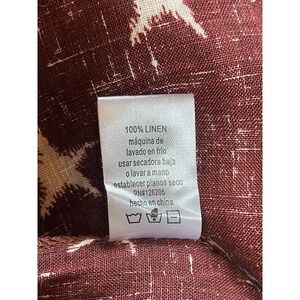 100% LINEN
máquina de
lavado en frío
usar secadora baja
o lavar a mano
establecer planos seco
RN#126205
hecho en china